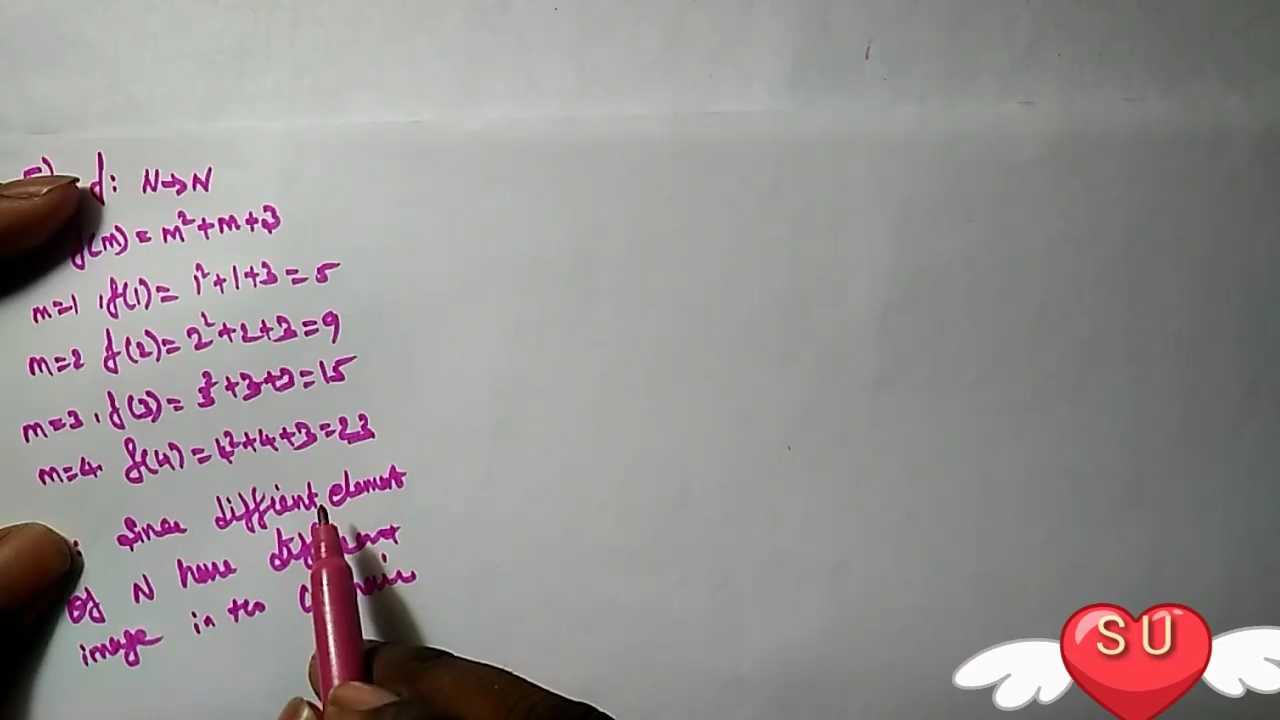 f: N→N
f(m) = m²+m+3
m=1, f(1) = 1²+1+3 = 5
m=2 f(2) = 2²+2+3 = 9
m=3, f(3) = 3²+3+3 = 15
m=4. f(4) = 4²+4+3 = 23
: Since diffient element
of N have
image in
SU